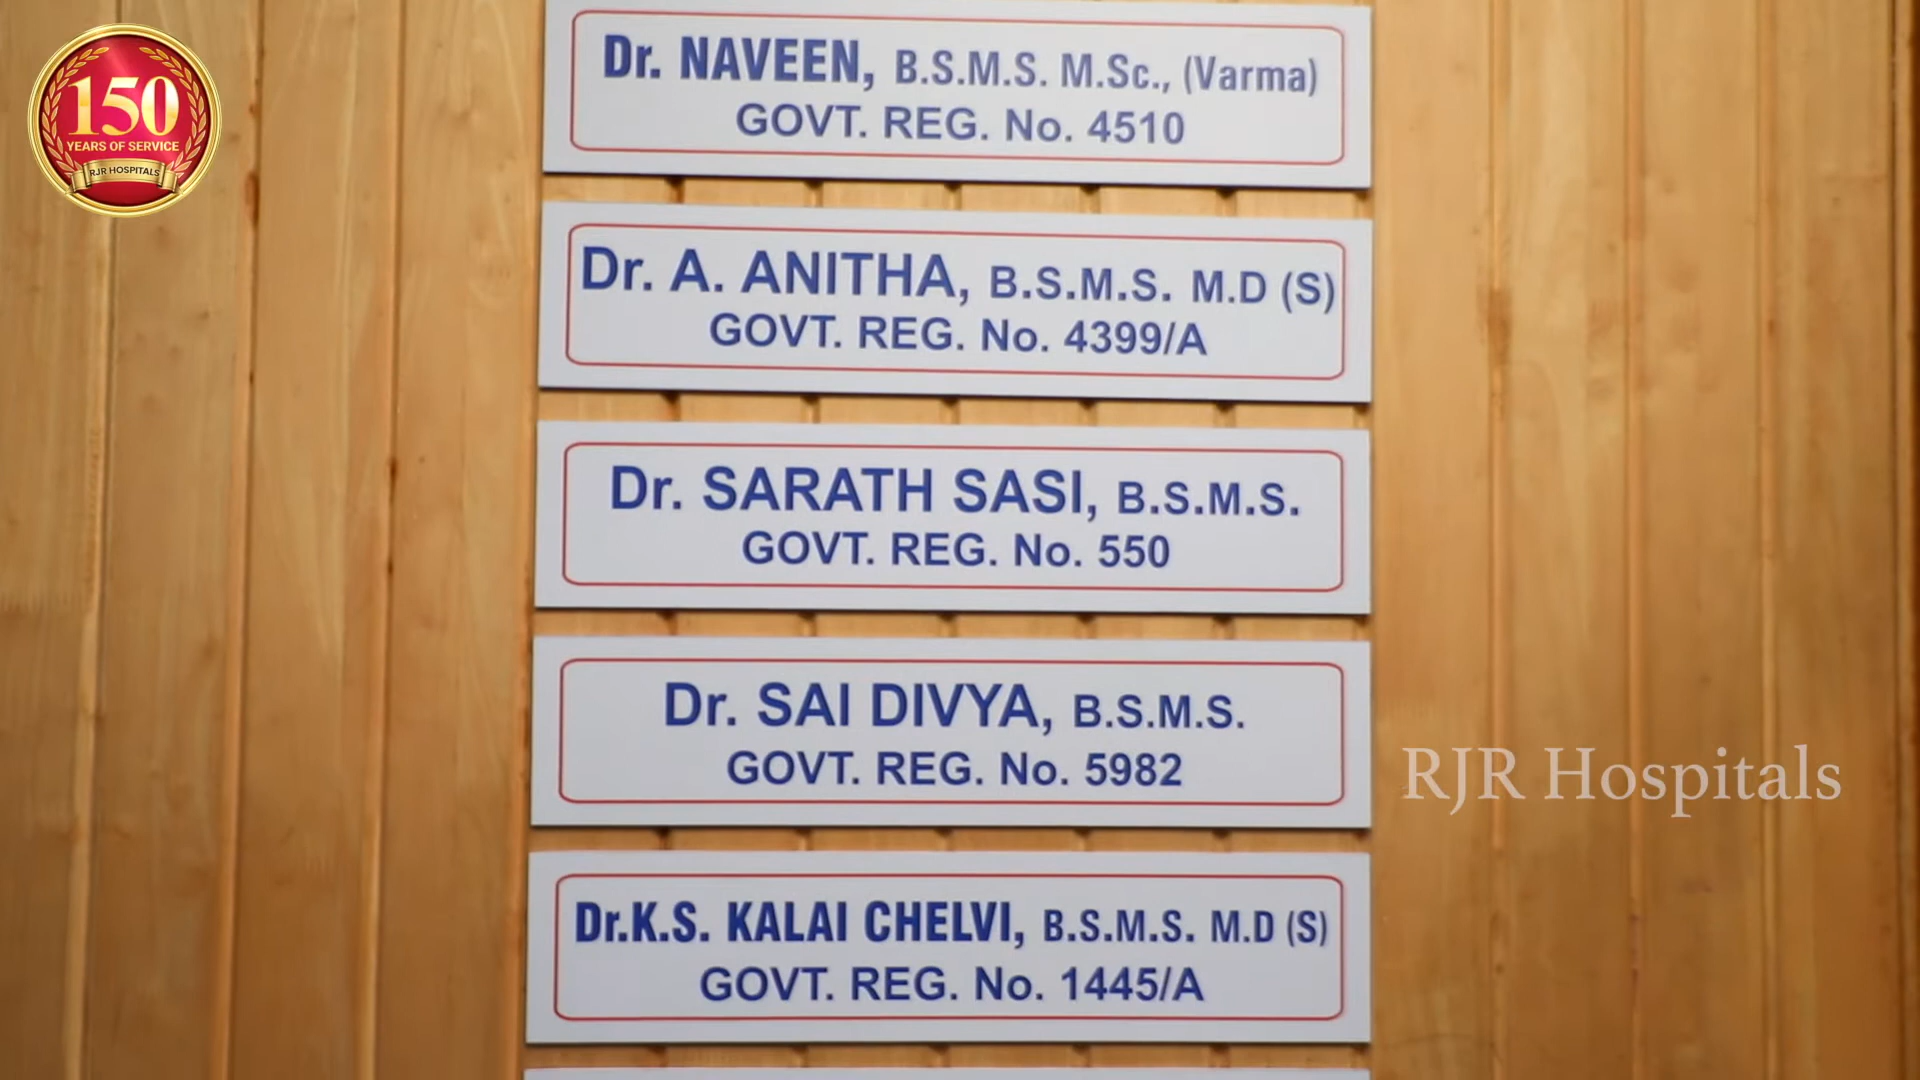 150
YEARS OF SERVICE
RJR HOSPITALS
Dr. NAVEEN, B.S.M.S. M.Sc., (Varma)
GOVT. REG. No. 4510
Dr. A. ANITHA, B.S.M.S. M.D (S)
GOVT. REG. No. 4399/A
Dr. SARATH SASI, B.S.M.S.
GOVT. REG. No. 550
Dr. SAI DIVYA, B.S.M.S.
GOVT. REG. No. 5982
RJR Hospitals
Dr.K.S. KALAI CHELVI, B.S.M.S. M.D (S)
GOVT. REG. No. 1445/A